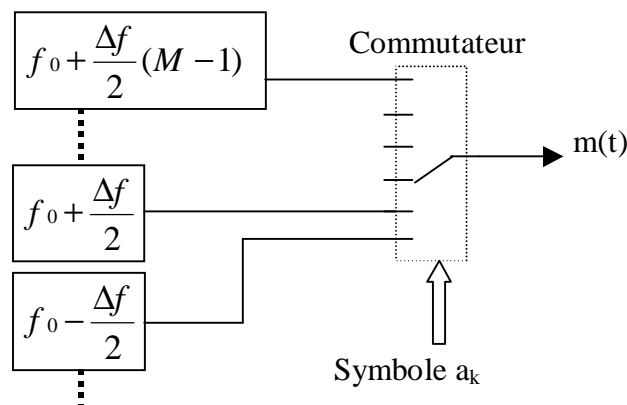 f₀ + Δf/2 (M − 1)
Commutateur
m(t)
f₀ + Δf/2
f₀ − Δf/2
Symbole aₖ